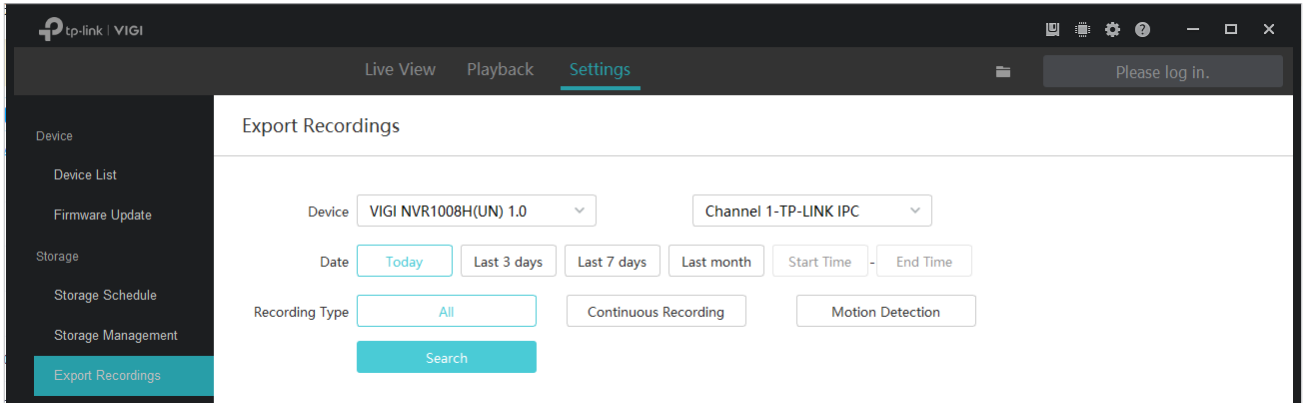 tp-link | VIGI
Live View Playback Settings Please log in.
Device
Device List
Firmware Update
Storage
Storage Schedule
Storage Management
Export Recordings
Export Recordings
Device VIGI NVR1008H(UN) 1.0 Channel 1-TP-LINK IPC
Date Today Last 3 days Last 7 days Last month Start Time - End Time
Recording Type All Continuous Recording Motion Detection
Search